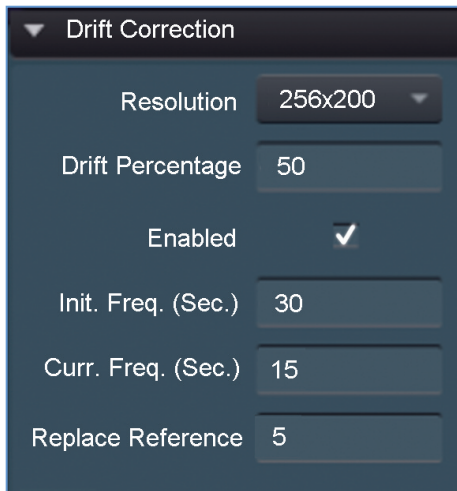 Drift Correction
Resolution 256x200
Drift Percentage 50
Enabled
Init. Freq. (Sec.) 30
Curr. Freq. (Sec.) 15
Replace Reference 5